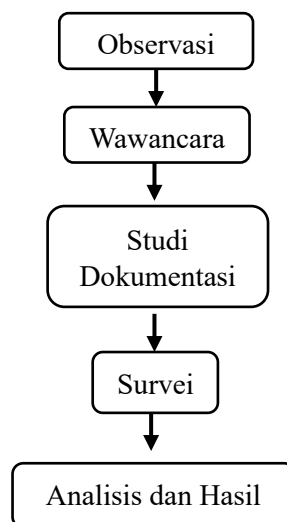 Observasi
Wawancara
Studi
Dokumentasi
Survei
Analisis dan Hasil